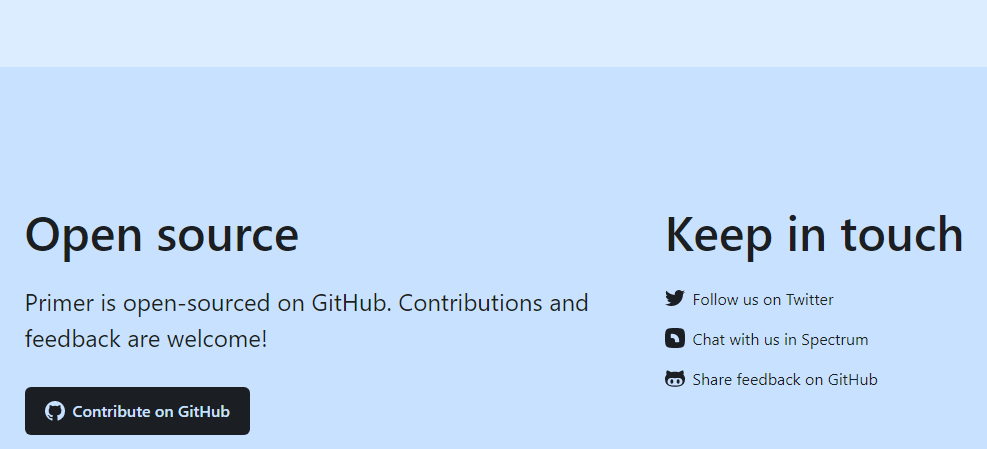 Open source
Primer is open-sourced on GitHub. Contributions and
feedback are welcome!
Contribute on GitHub
Keep in touch
Follow us on Twitter
Chat with us in Spectrum
Share feedback on GitHub